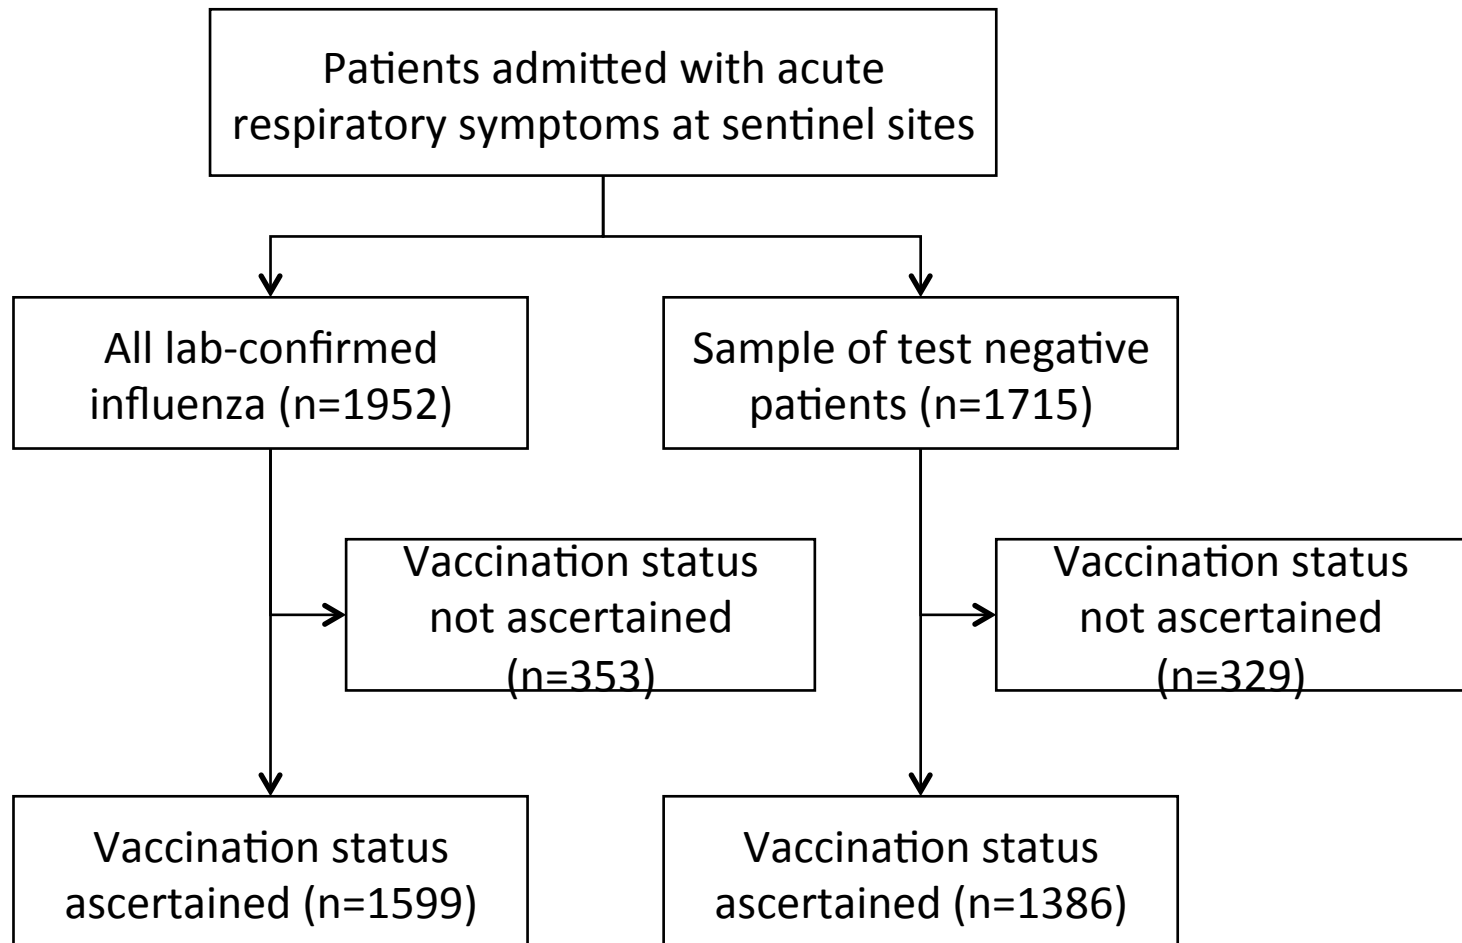 Patients admitted with acute
respiratory symptoms at sentinel sites
All lab-confirmed
influenza (n=1952)
Sample of test negative
patients (n=1715)
Vaccination status
not ascertained
(n=353)
Vaccination status
not ascertained
(n=329)
Vaccination status
ascertained (n=1599)
Vaccination status
ascertained (n=1386)